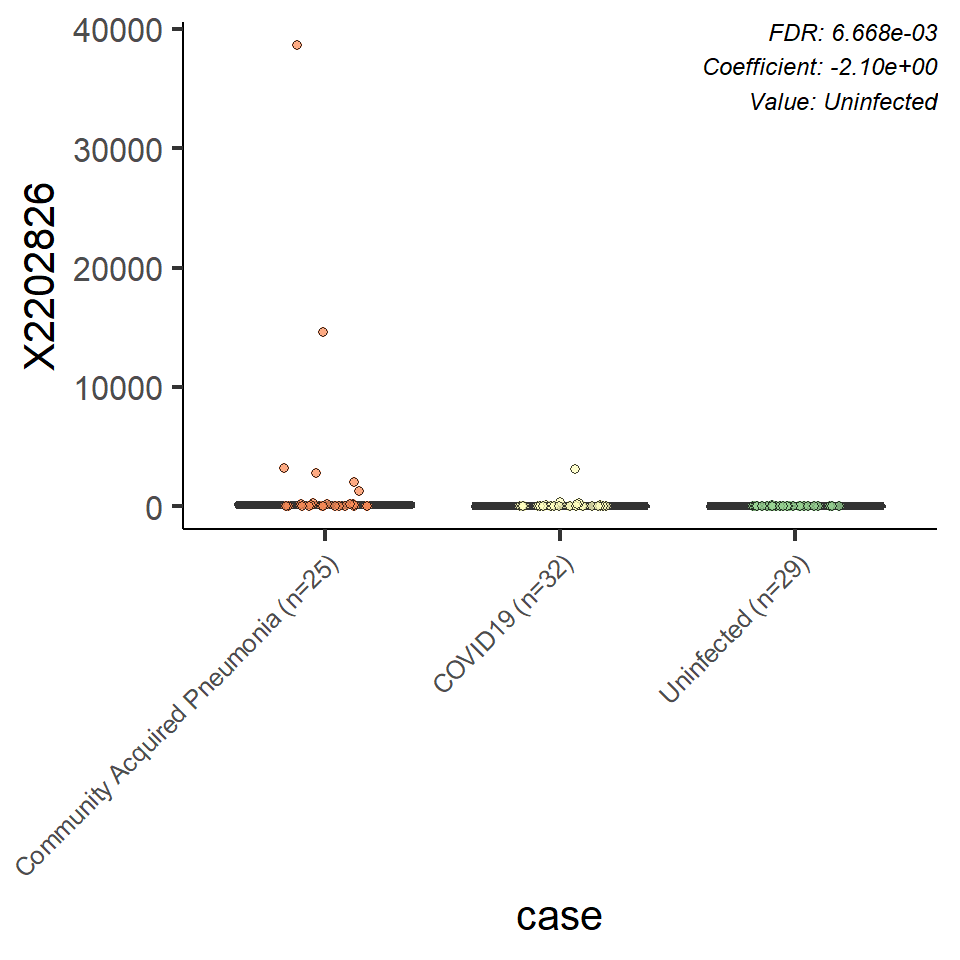 FDR: 6.668e-03
Coefficient: -2.10e+00
Value: Uninfected
X2202826
40000
30000
20000
10000
0
Community Acquired Pneumonia (n=25)
COVID19 (n=32)
Uninfected (n=29)
case